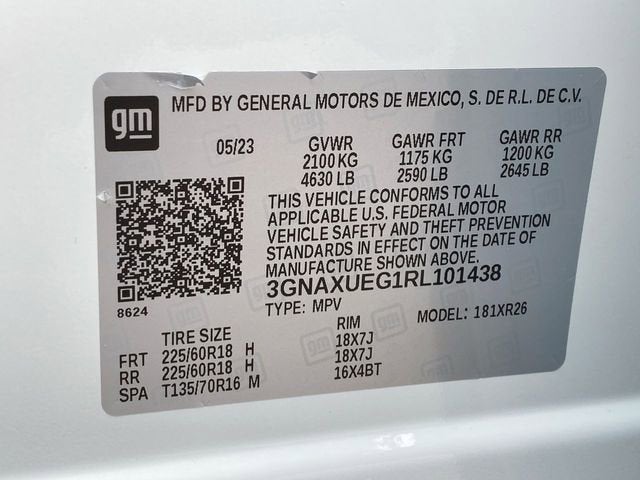 gm MFD BY GENERAL MOTORS DE MEXICO, S. DE R.L. DE C.V.
05/23 GVWR GAWR FRT GAWR RR
2100 KG 1175 KG 1200 KG
4630 LB 2590 LB 2645 LB
THIS VEHICLE CONFORMS TO ALL
APPLICABLE U.S. FEDERAL MOTOR
VEHICLE SAFETY AND THEFT PREVENTION
STANDARDS IN EFFECT ON THE DATE OF
MANUFACTURE SHOWN ABOVE.
3GNAXUEG1RL101438
8624 TYPE: MPV MODEL: 181XR26
TIRE SIZE RIM
FRT 225/60R18 H 18X7J
RR 225/60R18 H 18X7J
SPA T135/70R16 M 16X4BT